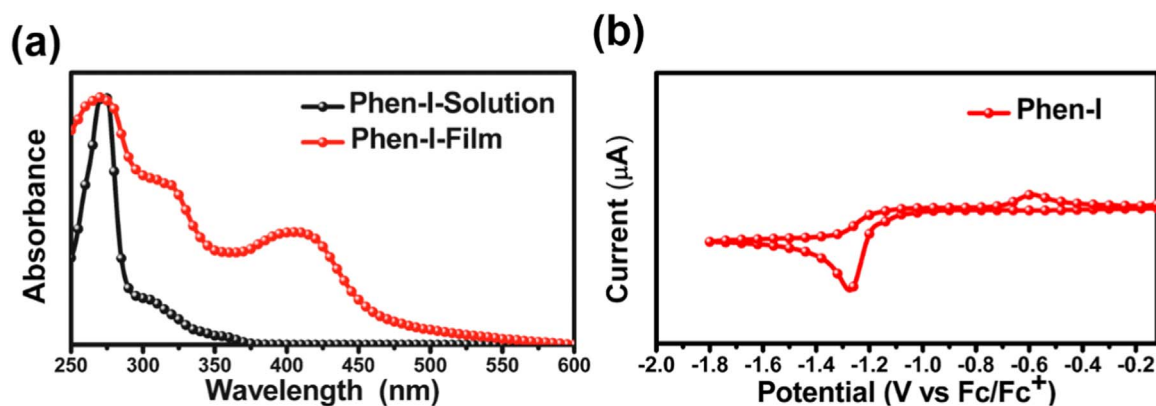 (a)
Absorbance
Phen-I-Solution
Phen-I-Film
250 300 350 400 450 500 550 600
Wavelength (nm)
(b)
Current (μA)
Phen-I
-2.0 -1.8 -1.6 -1.4 -1.2 -1.0 -0.8 -0.6 -0.4 -0.2
Potential (V vs Fc/Fc⁺)